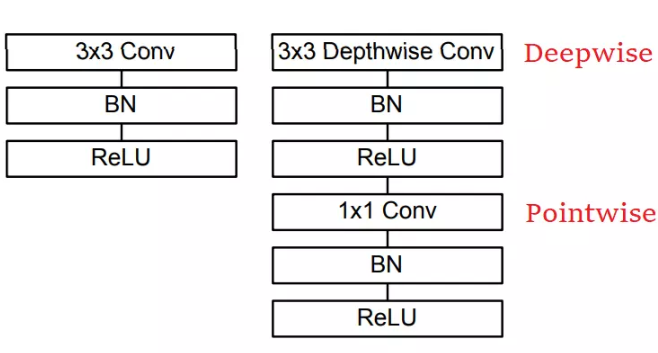 3x3 Conv
BN
ReLU
3x3 Depthwise Conv
Deepwise
BN
ReLU
1x1 Conv
Pointwise
BN
ReLU